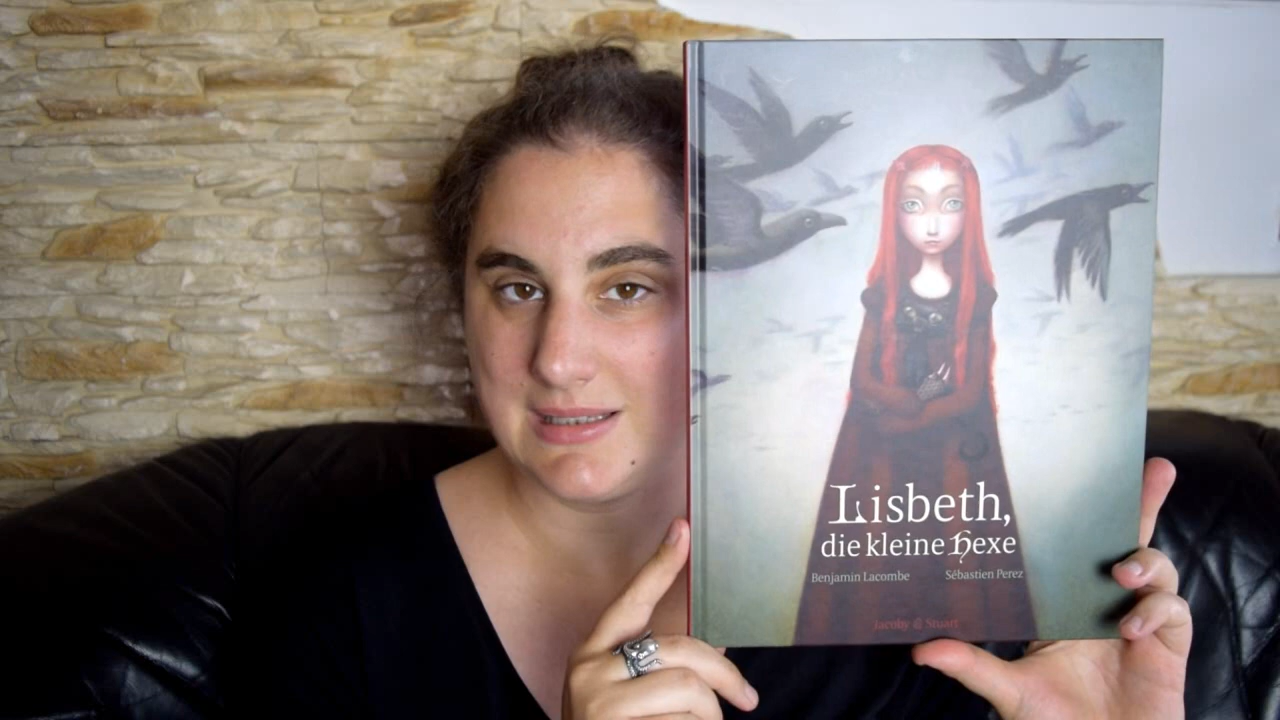 Lisbeth,
die kleine Hexe
Benjamin Lacombe Sébastien Perez
Jacoby & Stuart